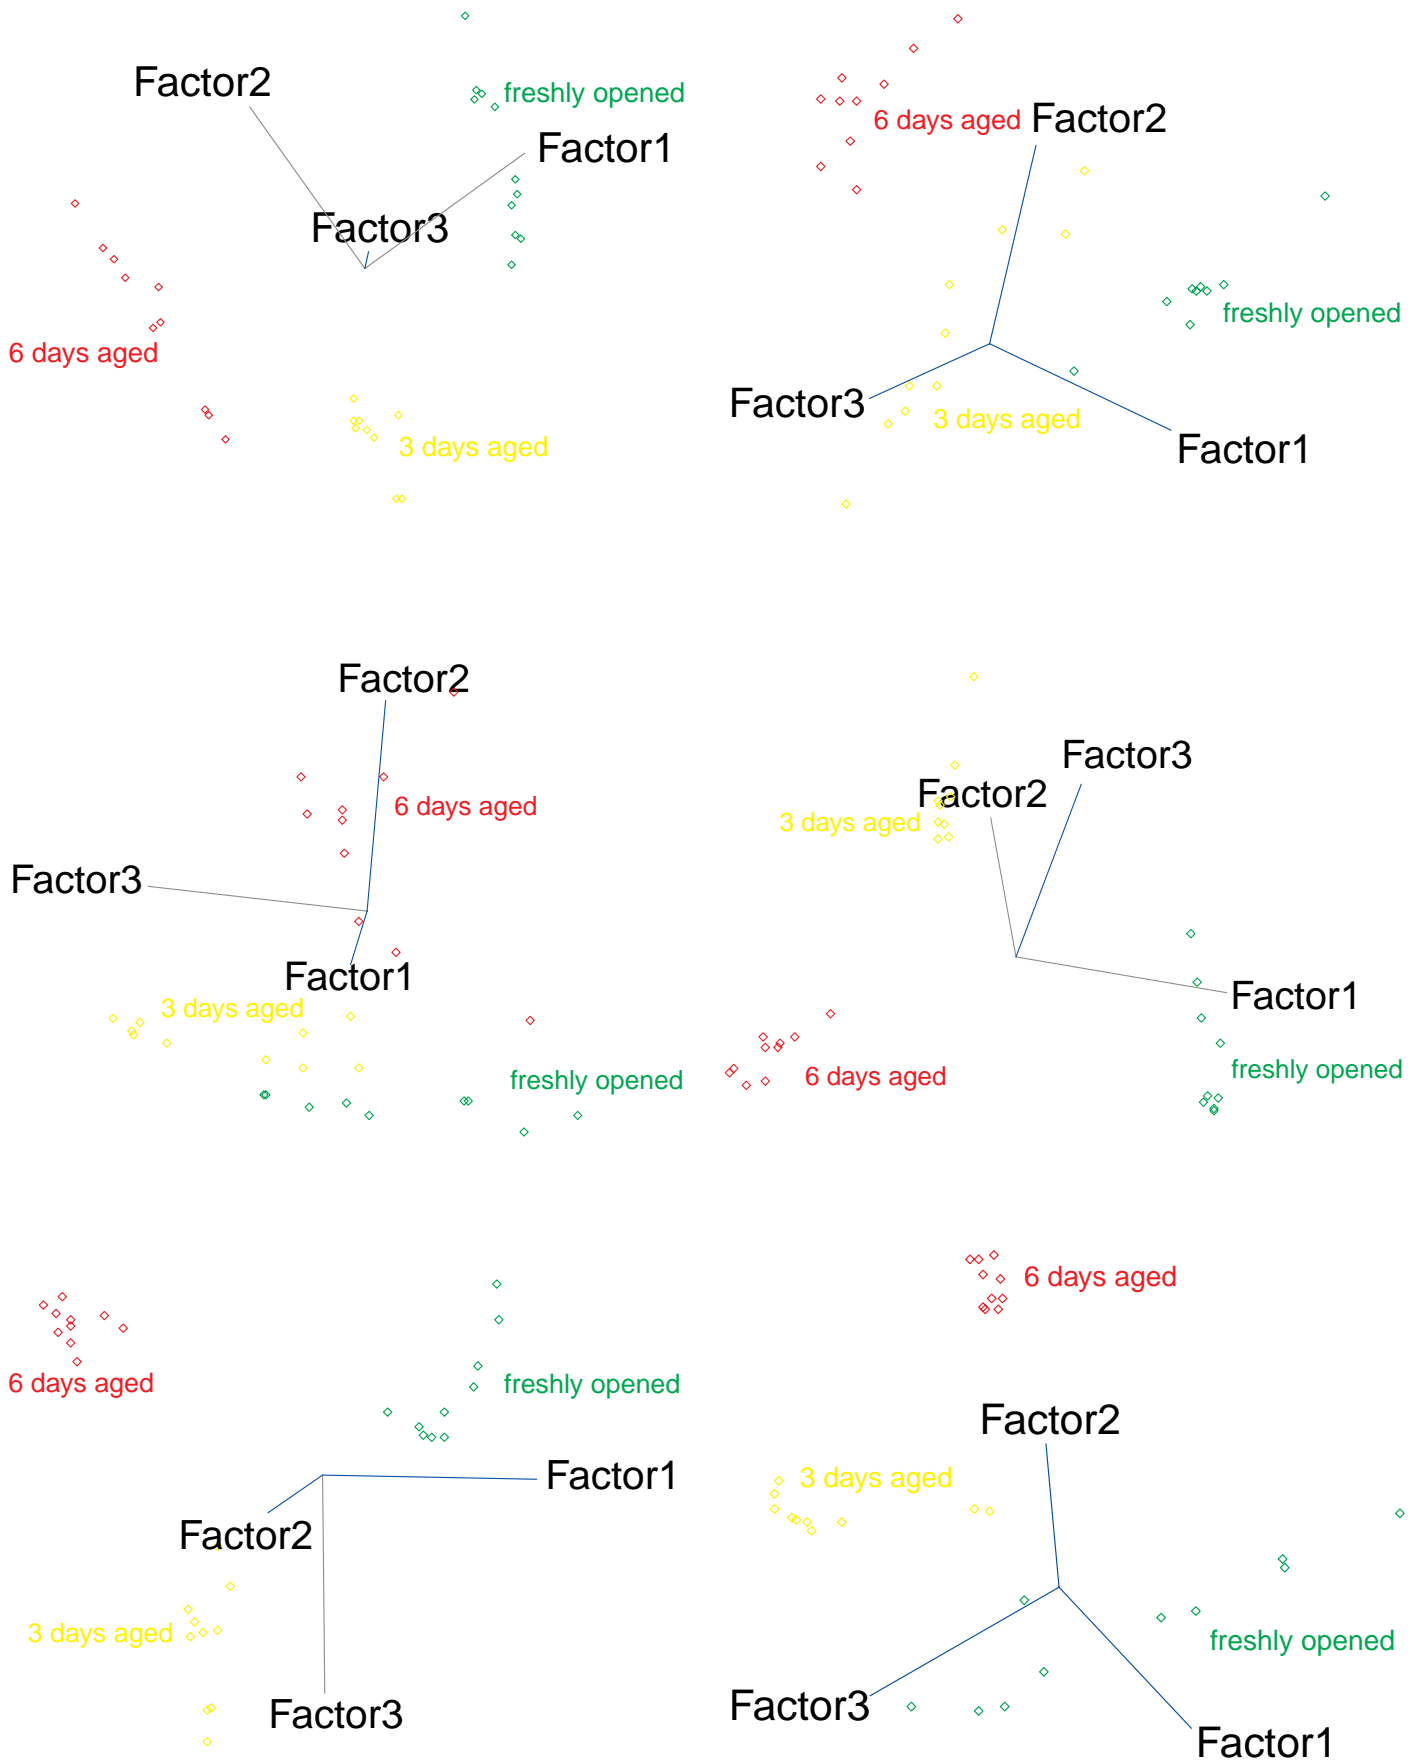 Factor2
freshly opened
Factor1
Factor3
6 days aged
3 days aged
6 days aged
Factor2
freshly opened
Factor3
3 days aged
Factor1
Factor2
6 days aged
Factor3
Factor1
3 days aged
freshly opened
Factor3
Factor2
3 days aged
Factor1
freshly opened
6 days aged
6 days aged
freshly opened
Factor1
Factor2
3 days aged
Factor3
6 days aged
Factor2
3 days aged
freshly opened
Factor3
Factor1